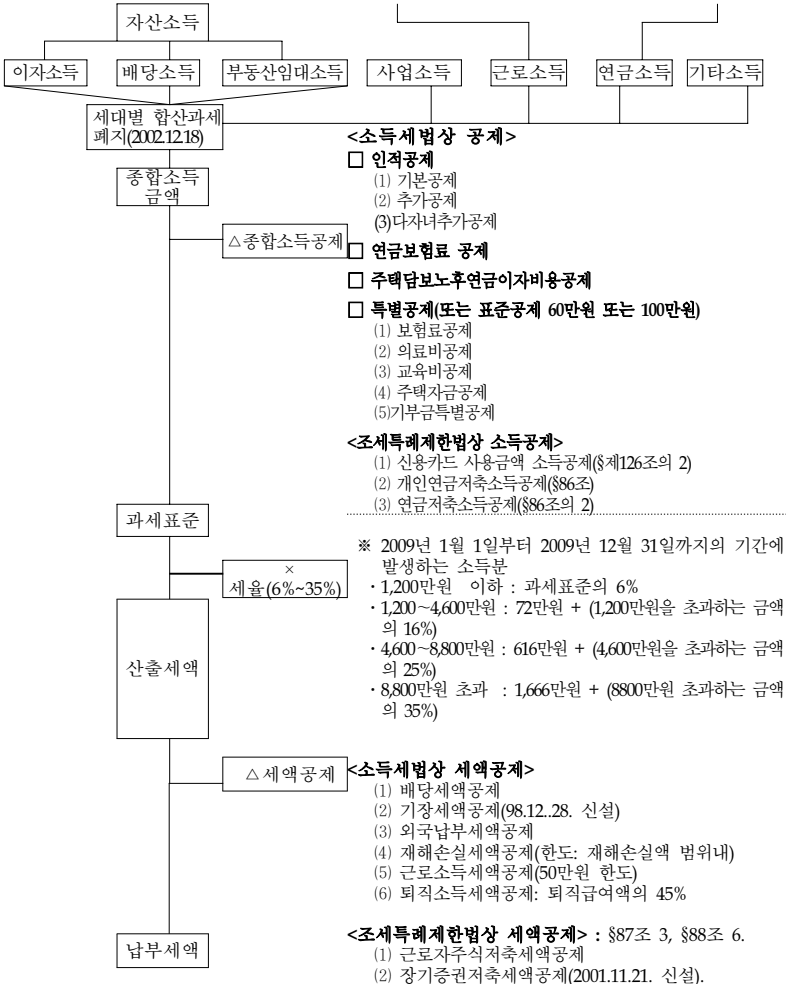 자산소득
이자소득 배당소득 부동산임대소득 사업소득 근로소득 연금소득 기타소득
세대별 합산과세
폐지(2002.12.18)
종합소득
금액
△종합소득공제
<소득세법상 공제>
□ 인적공제
(1) 기본공제
(2) 추가공제
(3)다자녀추가공제
□ 연금보험료 공제
□ 주택담보노후연금이자비용공제
□ 특별공제(또는 표준공제 60만원 또는 100만원)
(1) 보험료공제
(2) 의료비공제
(3) 교육비공제
(4) 주택자금공제
(5)기부금특별공제
<조세특례제한법상 소득공제>
(1) 신용카드 사용금액 소득공제(§제126조의 2)
(2) 개인연금저축소득공제(§86조)
(3) 연금저축소득공제(§86조의 2)
과세표준
×
세율(6%~35%)
※ 2009년 1월 1일부터 2009년 12월 31일까지의 기간에
발생하는 소득분
・1,200만원 이하 : 과세표준의 6%
・1,200~4,600만원 : 72만원 + (1,200만원을 초과하는 금액
의 16%)
・4,600~8,800만원 : 616만원 + (4,600만원을 초과하는 금액
의 25%)
・8,800만원 초과 : 1,666만원 + (8800만원 초과하는 금액
의 35%)
산출세액
△세액공제
<소득세법상 세액공제>
(1) 배당세액공제
(2) 기장세액공제(98.12..28. 신설)
(3) 외국납부세액공제
(4) 재해손실세액공제(한도: 재해손실액 범위내)
(5) 근로소득세액공제(50만원 한도)
(6) 퇴직소득세액공제: 퇴직급여액의 45%
납부세액
<조세특례제한법상 세액공제> : §87조 3, §88조 6.
(1) 근로자주식저축세액공제
(2) 장기증권저축세액공제(2001.11.21. 신설).